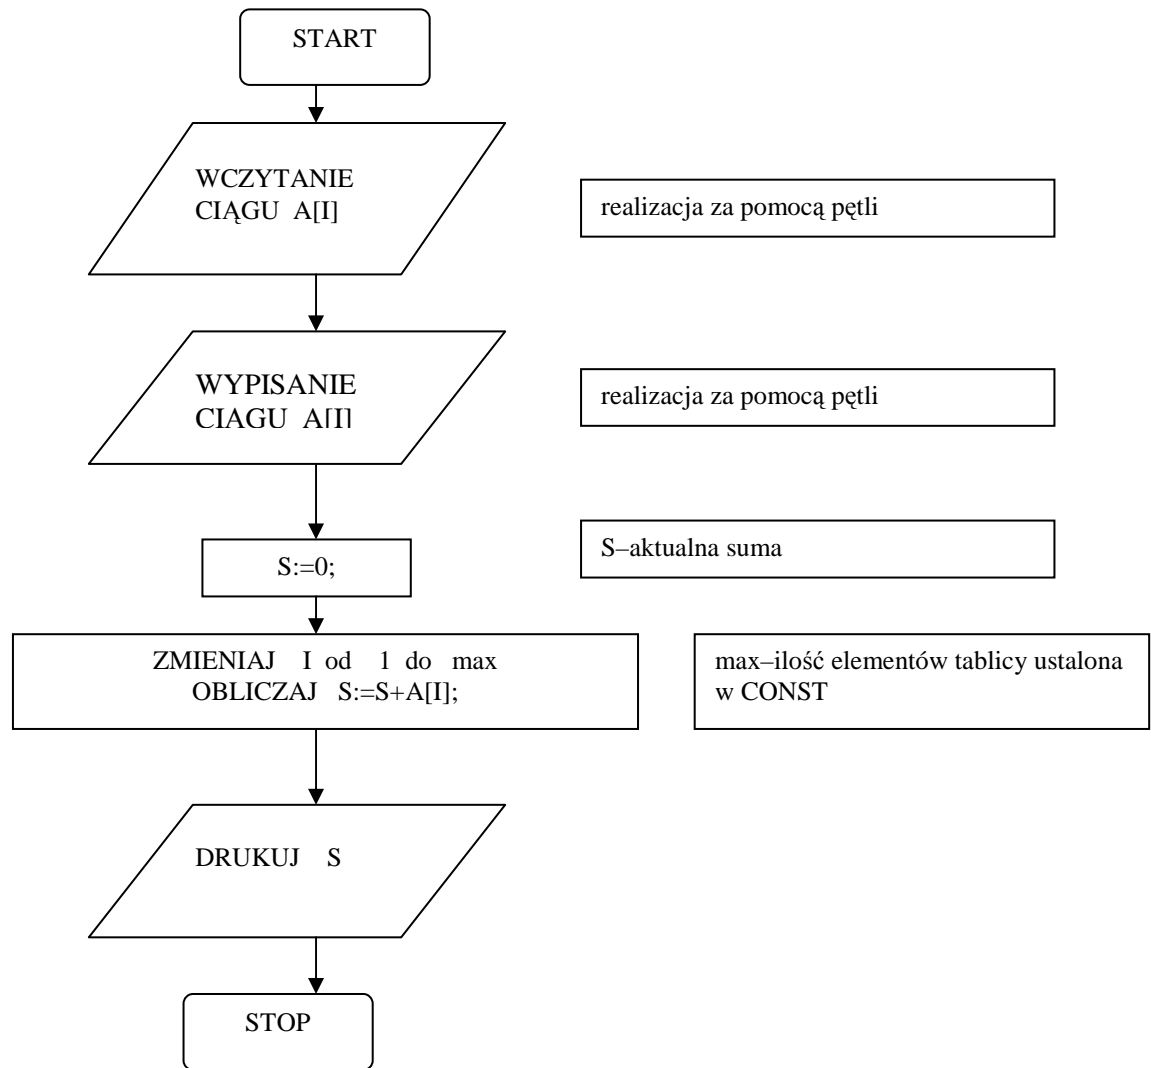 START
WCZYTANIE
CIĄGU A[I]
realizacja za pomocą pętli
WYPISANIE
CIAGU A[I]
realizacja za pomocą pętli
S:=0;
S–aktualna suma
ZMIENIAJ I od 1 do max
OBLICZAJ S:=S+A[I];
max–ilość elementów tablicy ustalona
w CONST
DRUKUJ S
STOP